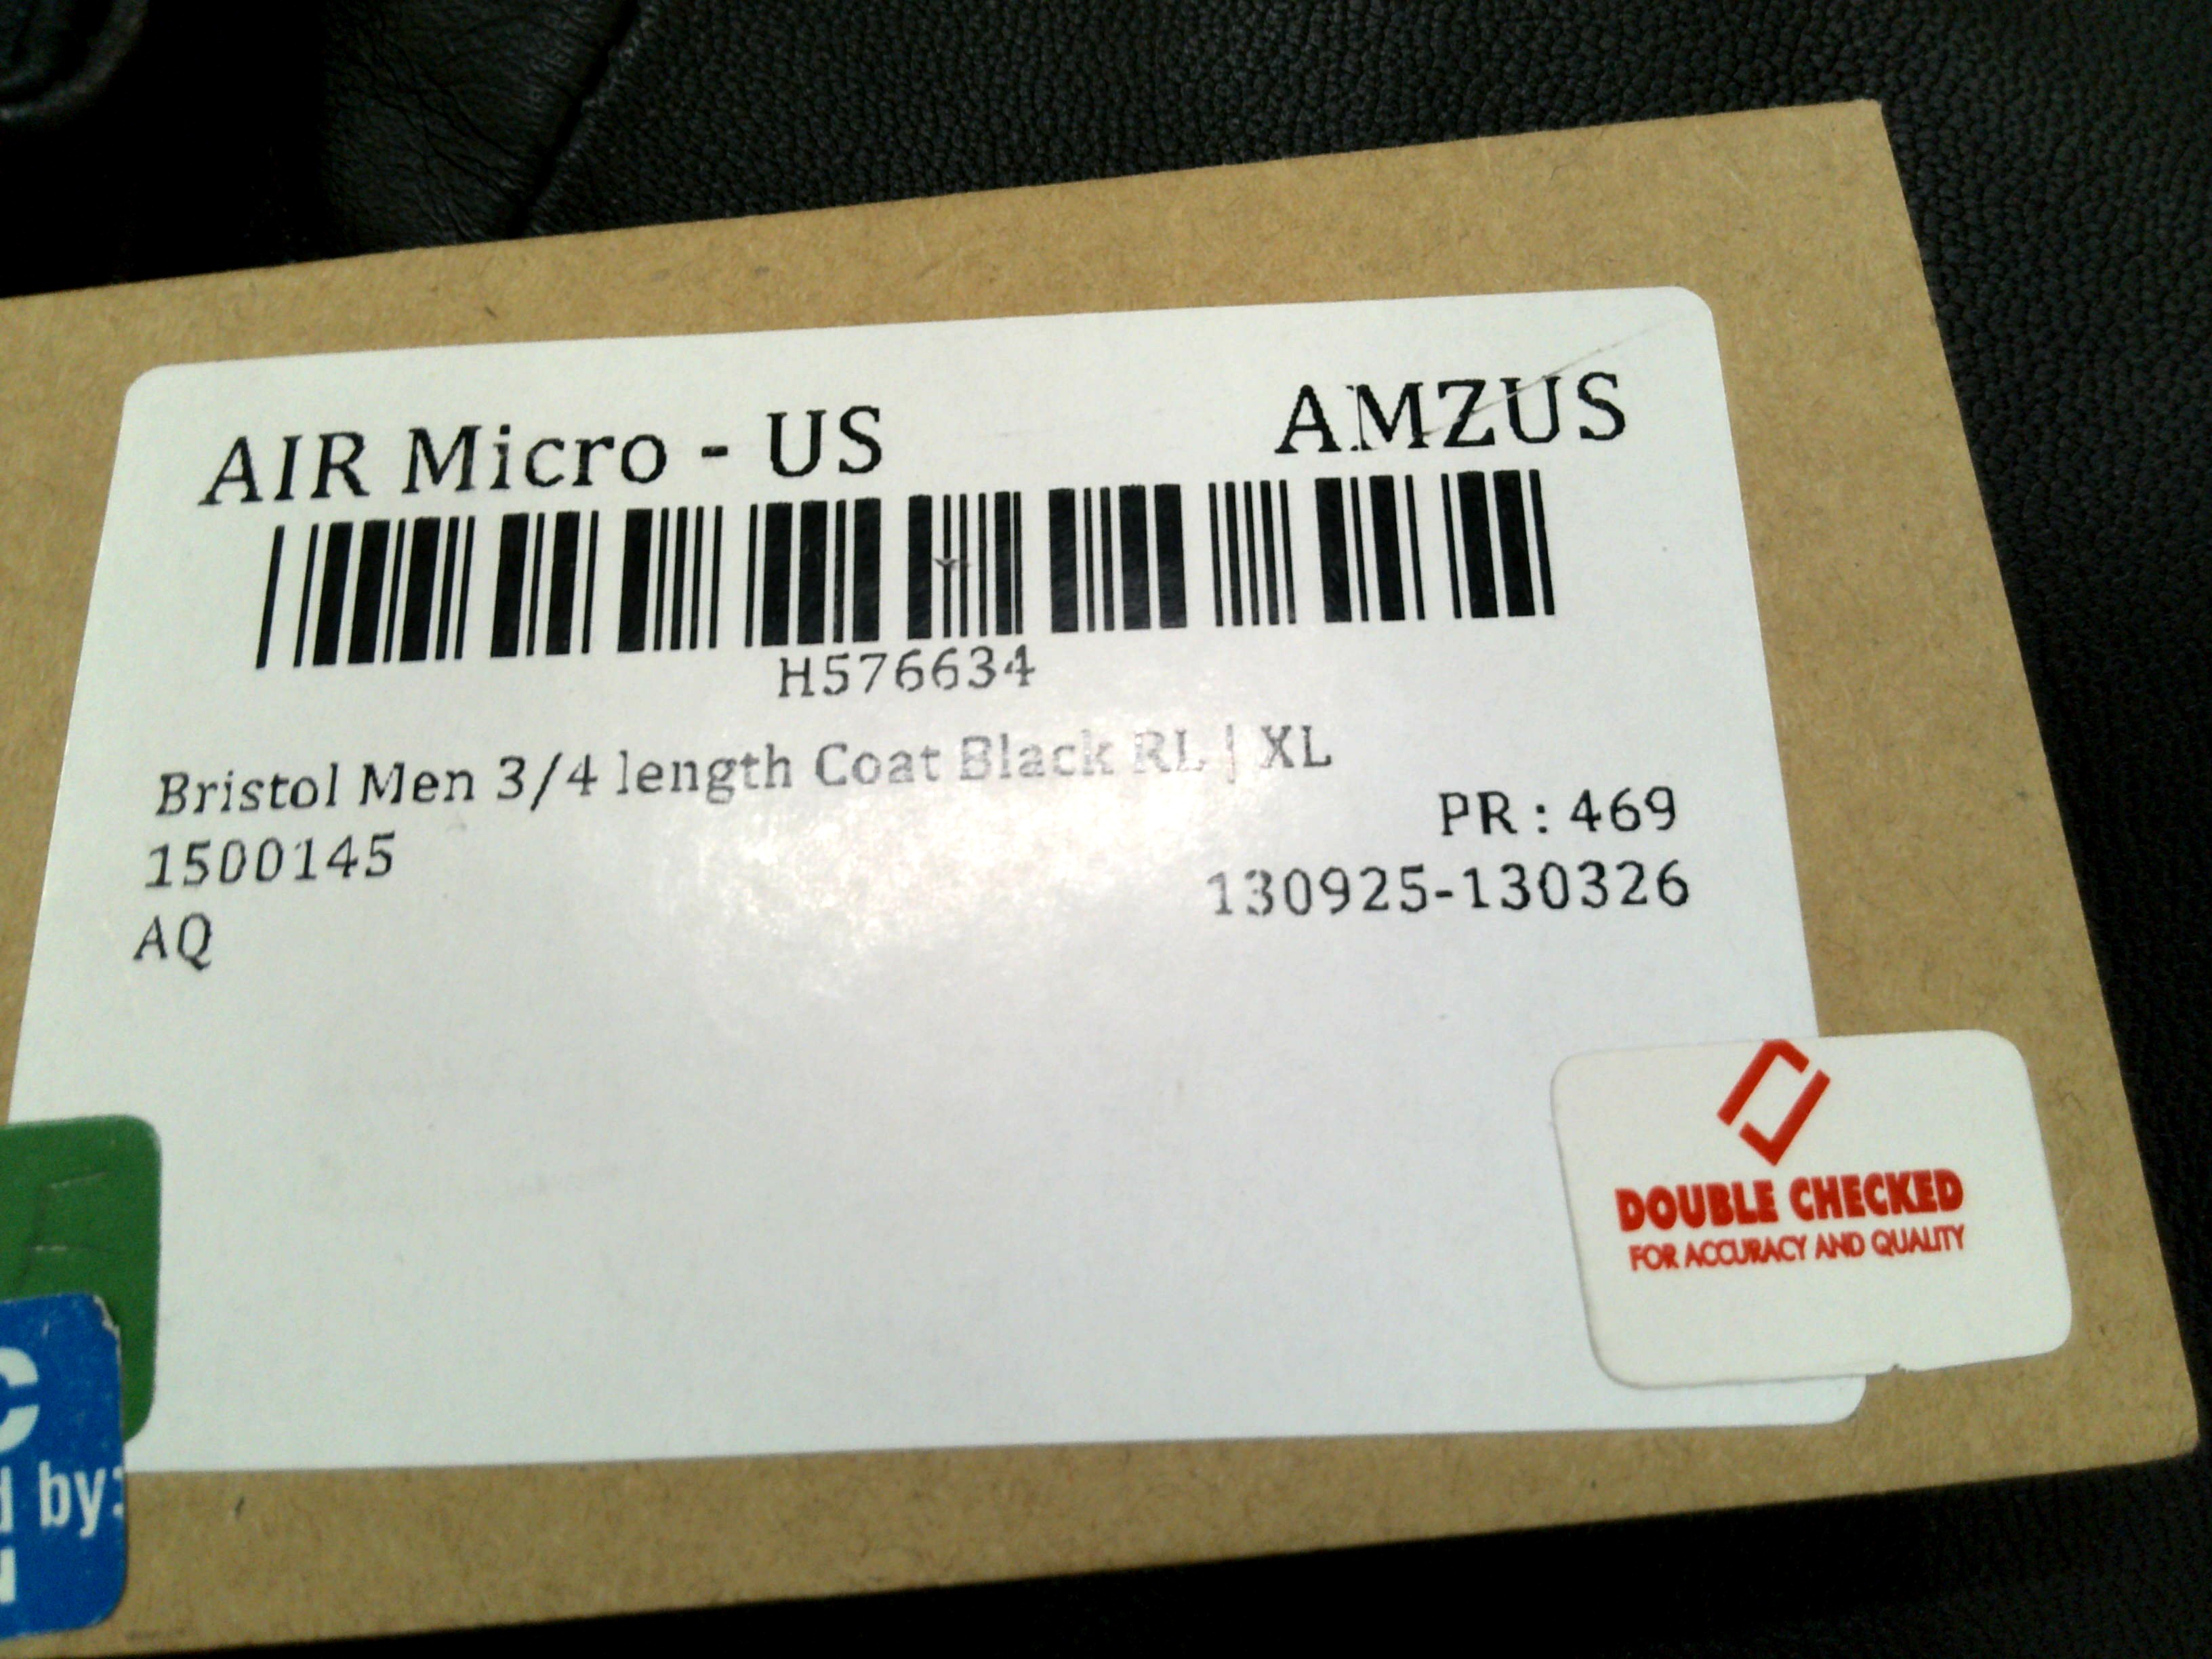 AIR Micro - US AMZUS
H576634
Bristol Men 3/4 length Coat Black RL | XL
PR : 469
1500145
130925-130326
AQ
DOUBLE CHECKED
FOR ACCURACY AND QUALITY
C
d by:
N